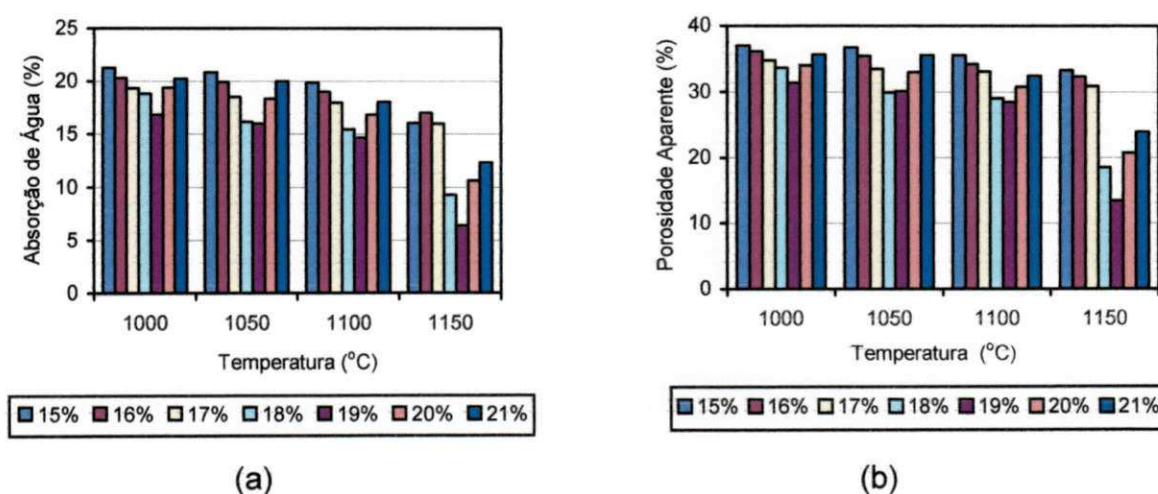 Absorção de Água (%)
25
20
15
10
5
0
1000 1050 1100 1150
Temperatura (°C)
15% 16% 17% 18% 19% 20% 21%
(a)
Porosidade Aparente (%)
40
30
20
10
0
1000 1050 1100 1150
Temperatura (°C)
15% 16% 17% 18% 19% 20% 21%
(b)